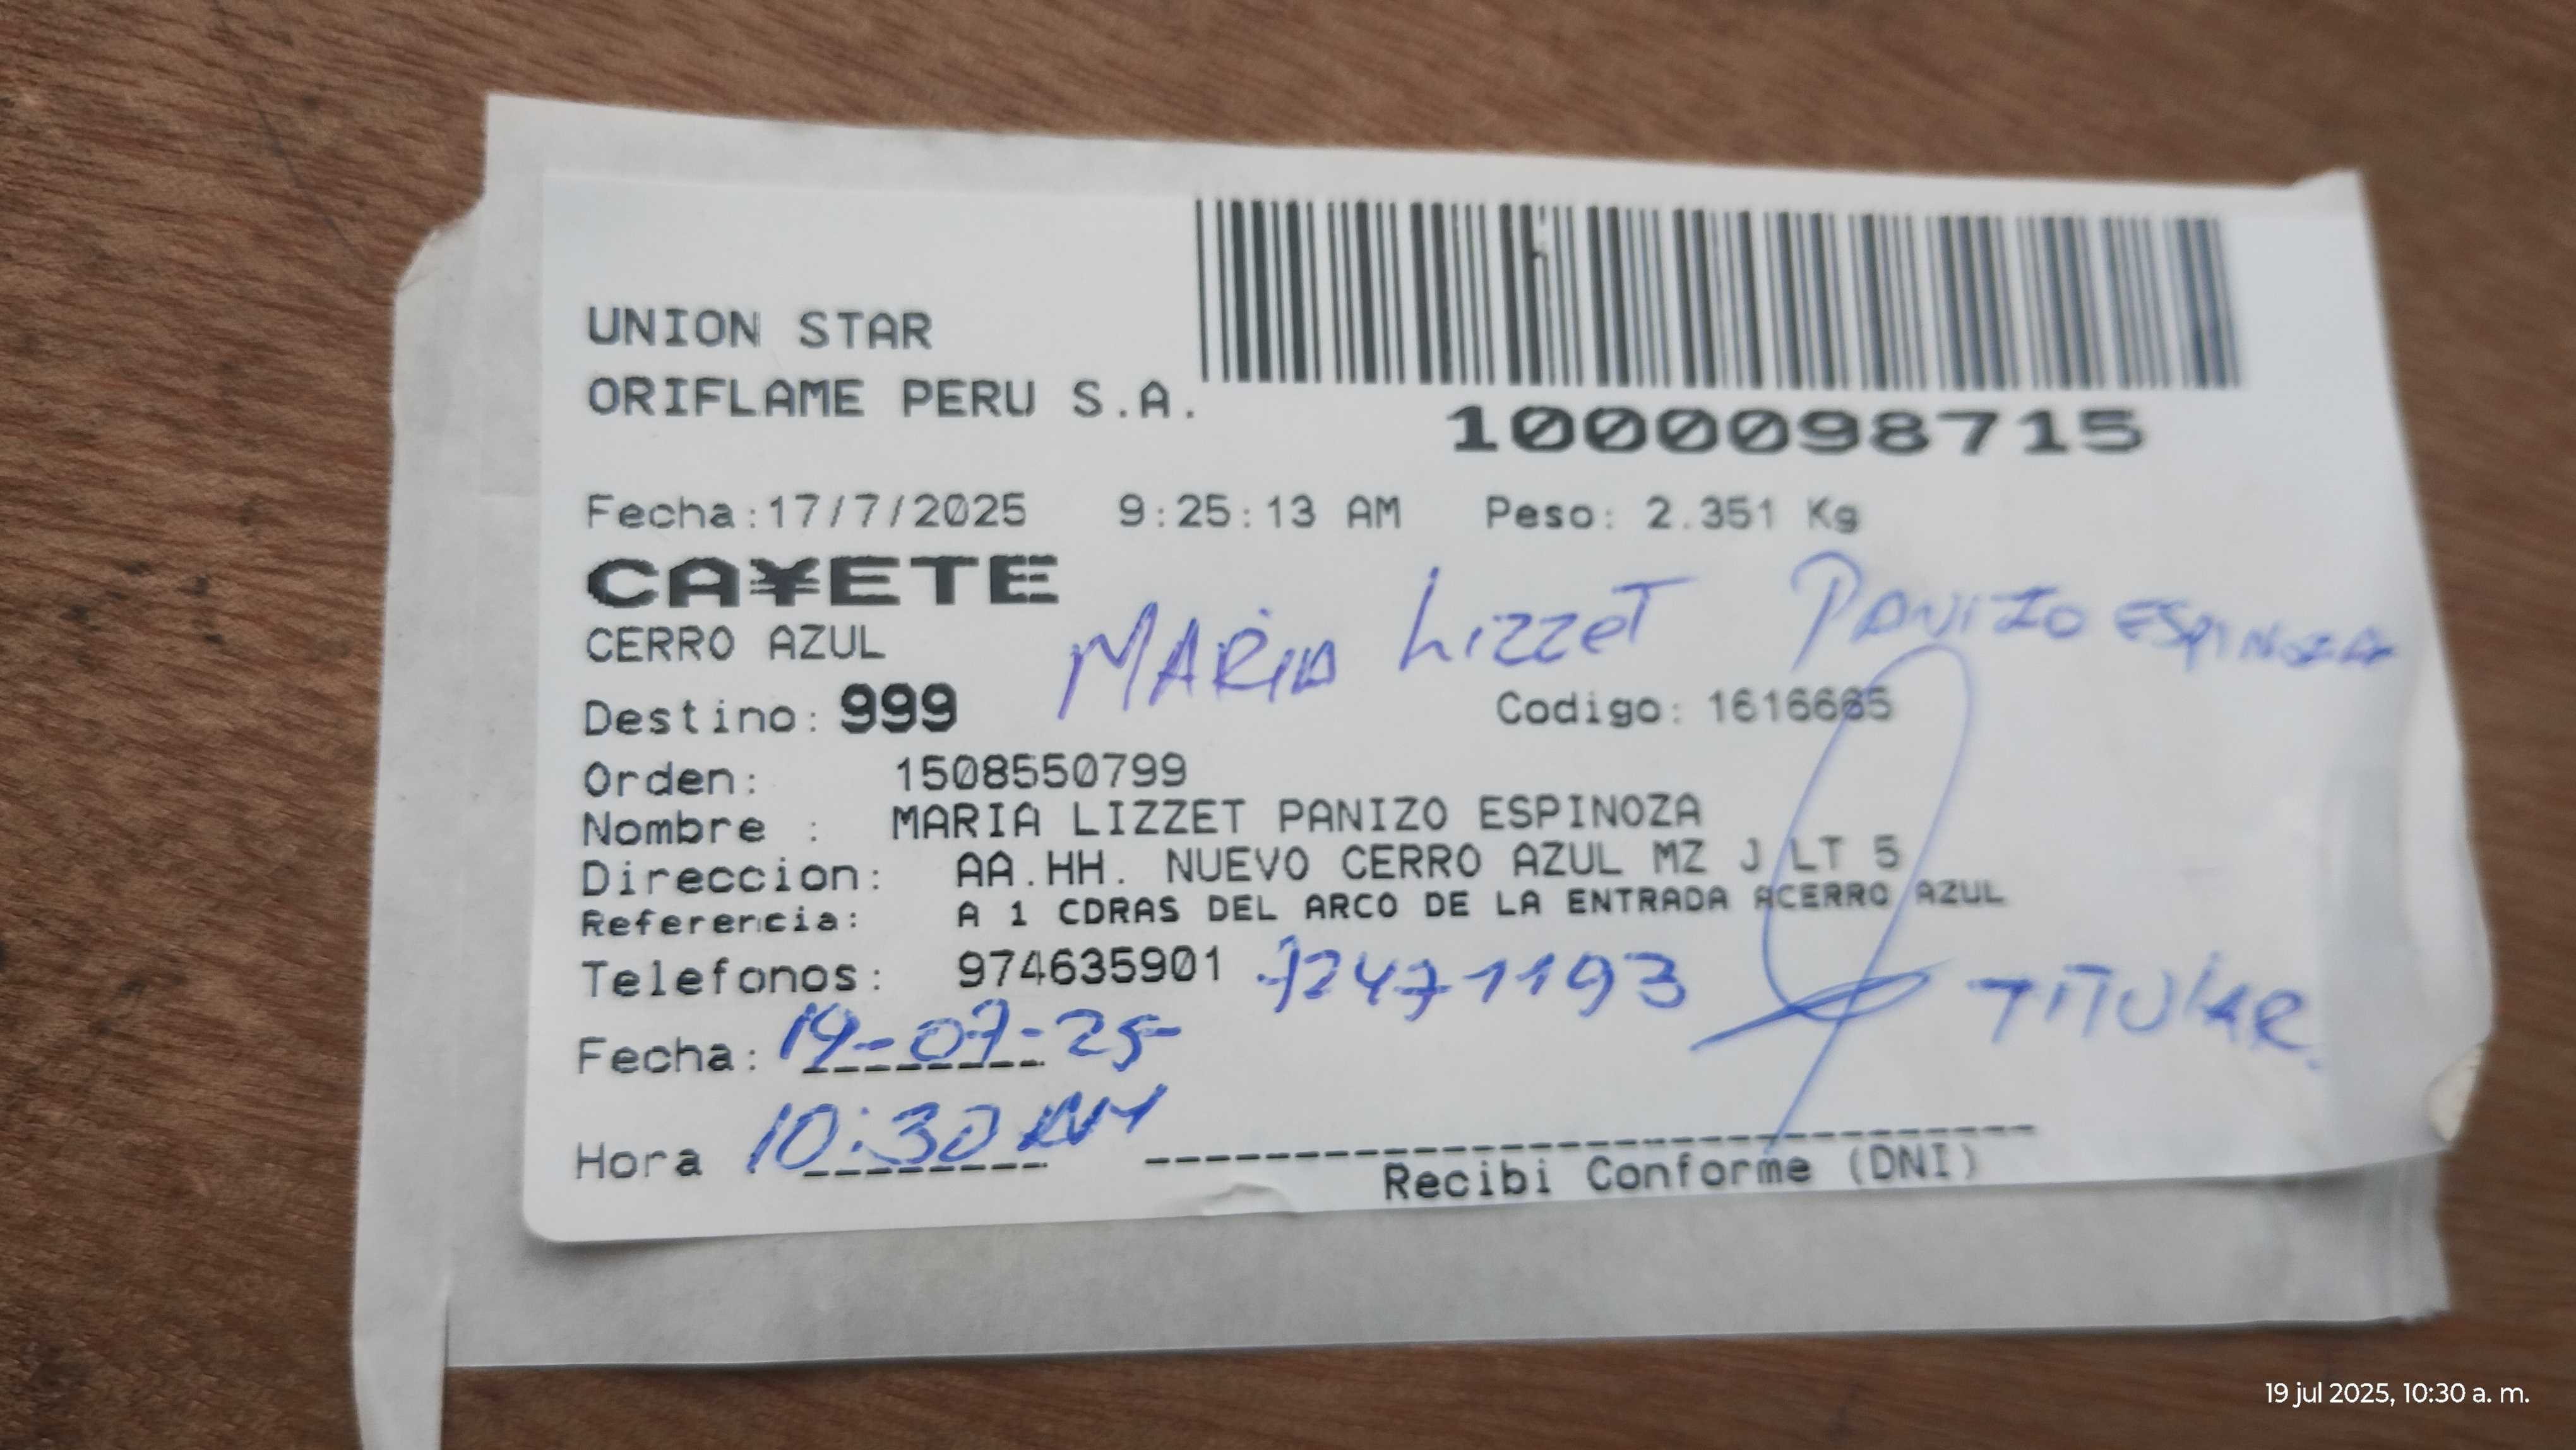 UNION STAR
ORIFLAME PERU S.A.
1000098715
Fecha:17/7/2025 9:25:13 AM Peso: 2.351 Kg
CA¥ETE
CERRO AZUL
MARIA LIZZET PANIZO ESPINOZA
Destino: 999 Codigo: 1616665
Orden: 1508550799
Nombre : MARIA LIZZET PANIZO ESPINOZA
Direccion: AA.HH. NUEVO CERRO AZUL MZ J LT 5
Referencia: A 1 CDRAS DEL ARCO DE LA ENTRADA ACERRO AZUL
Telefonos: 974635901 72471193
TITULAR.
Fecha: 19-07-25
Hora 10:30 AM
Recibi Conforme (DNI)
19 jul 2025, 10:30 a. m.